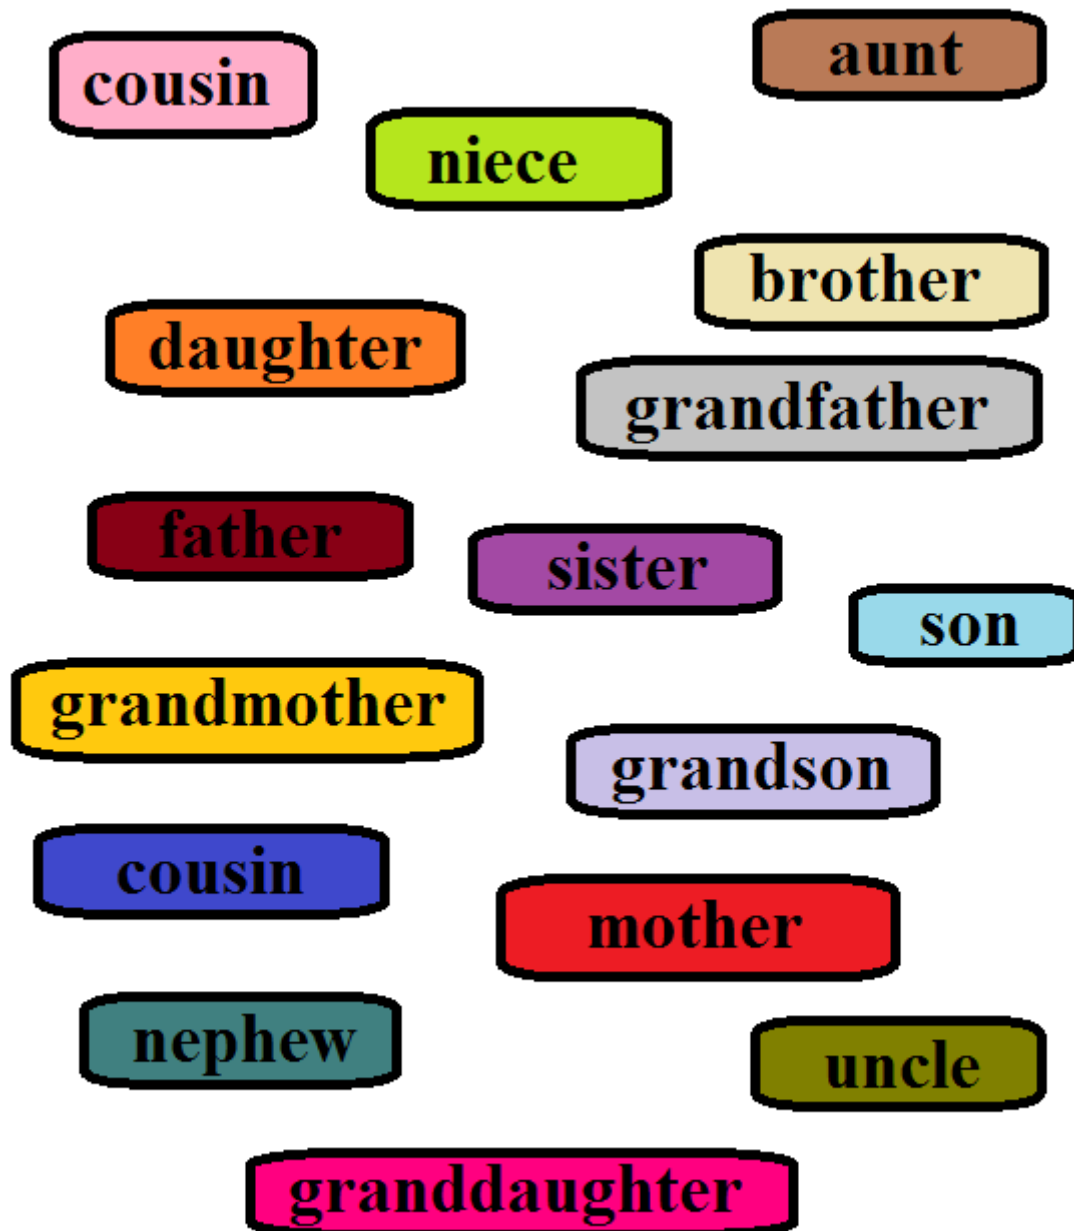 cousin
aunt
niece
brother
daughter
grandfather
father
sister
son
grandmother
grandson
cousin
mother
nephew
uncle
granddaughter